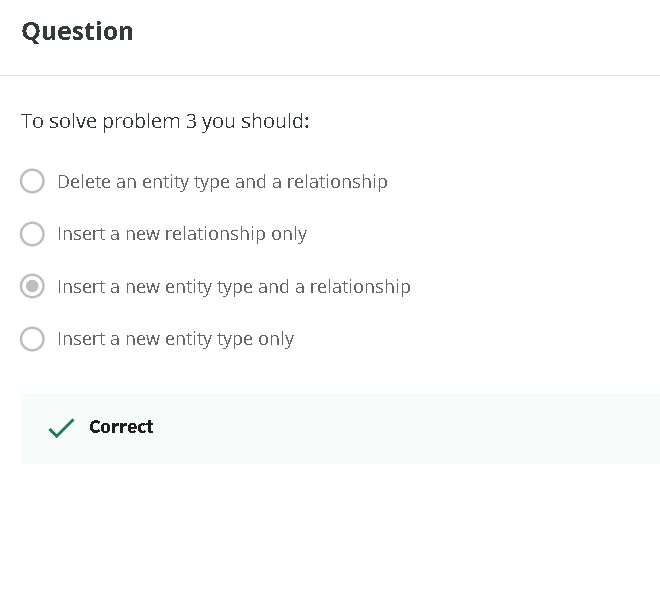 Question
To solve problem 3 you should:
Delete an entity type and a relationship
Insert a new relationship only
Insert a new entity type and a relationship
Insert a new entity type only
Correct